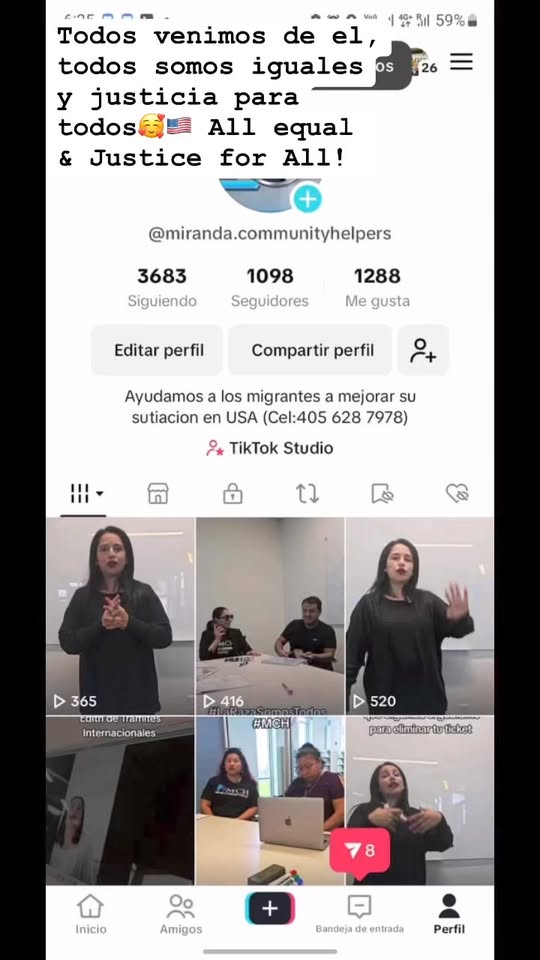 59%
Todos venimos de el,
todos somos iguales
y justicia para
todos🥰🇺🇸 All equal
& Justice for All!
os
26
@miranda.communityhelpers
3683 1098 1288
Siguiendo Seguidores Me gusta
Editar perfil Compartir perfil
Ayudamos a los migrantes a mejorar su
sutiacion en USA (Cel:405 628 7978)
TikTok Studio
365 416 520
#LaRazaSomosTodos
#MCH
Edith de Tramites
Internacionales
para eliminar tu ticket
MCH
8
Inicio Amigos Bandeja de entrada Perfil